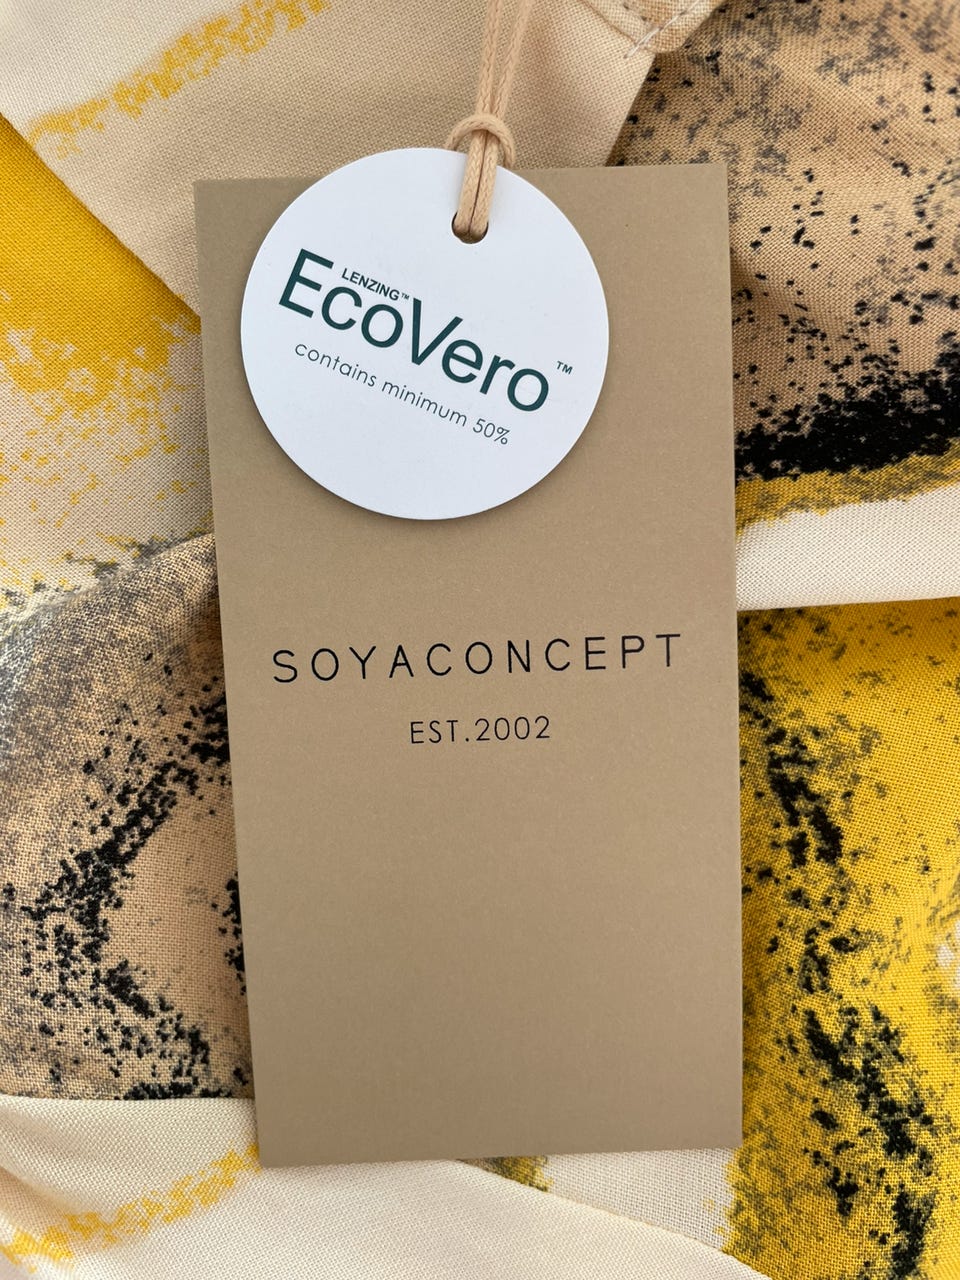 LENZING™
EcoVero™
contains minimum 50%
SOYACONCEPT
EST.2002